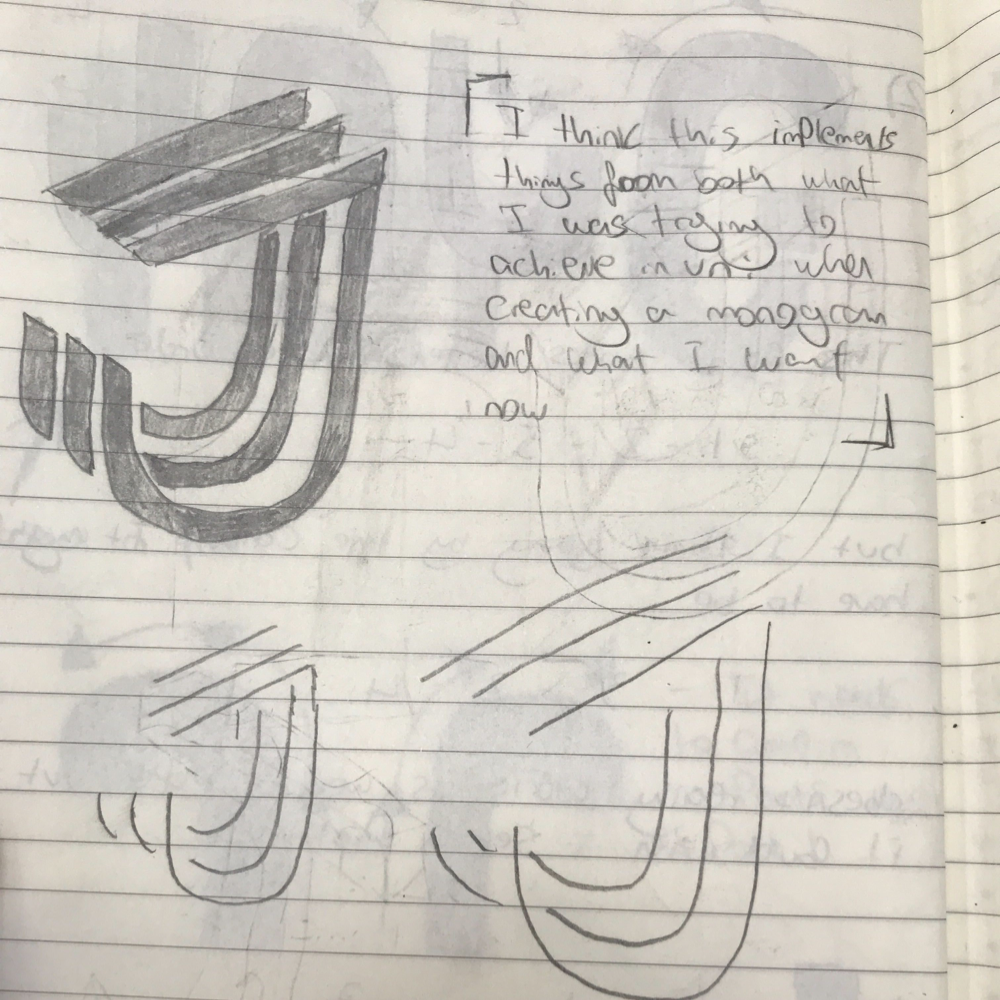 I think this implements
things from both what
I was trying to
achieve in uni when
creating a monogram
and what I want
now